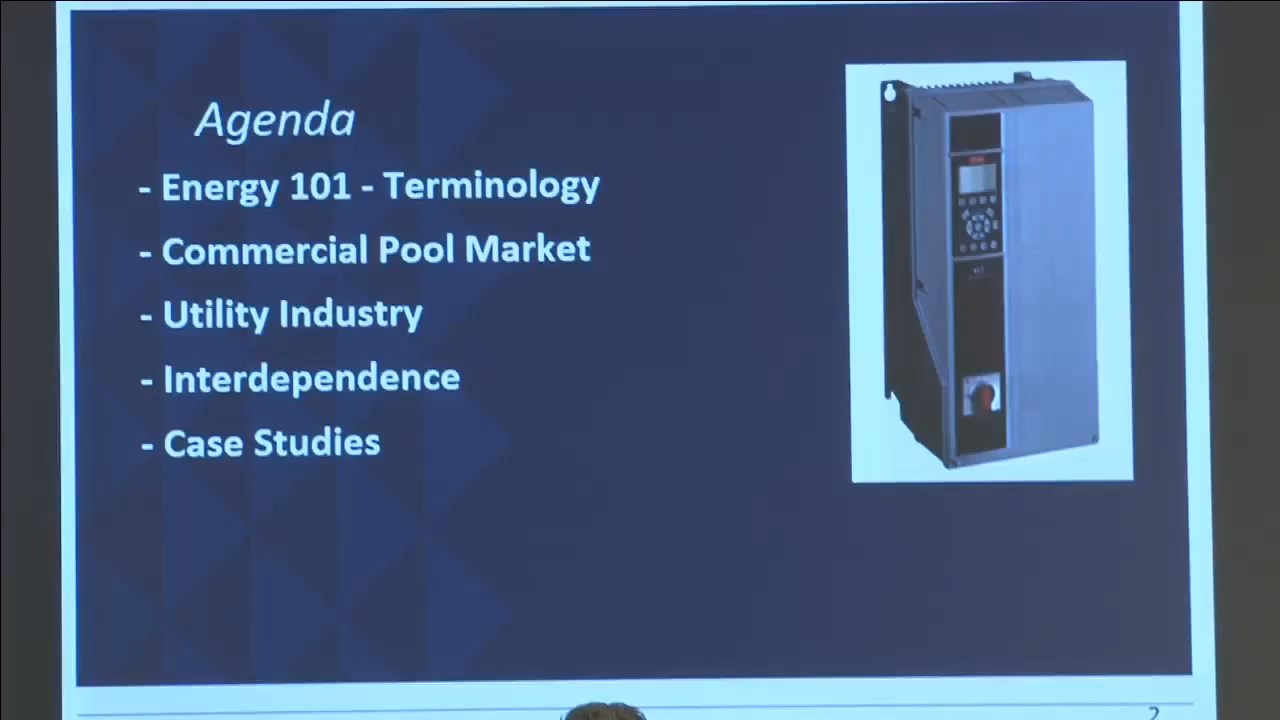 Agenda
- Energy 101 - Terminology
- Commercial Pool Market
- Utility Industry
- Interdependence
- Case Studies
2